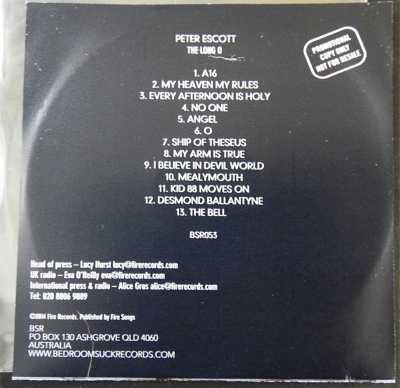 PETER ESCOTT
THE LONG O
PROMOTIONAL
COPY ONLY
NOT FOR RESALE
1. A16
2. MY HEAVEN MY RULES
3. EVERY AFTERNOON IS HOLY
4. NO ONE
5. ANGEL
6. O
7. SHIP OF THESEUS
8. MY ARM IS TRUE
9. I BELIEVE IN DEVIL WORLD
10. MEALYMOUTH
11. KID 88 MOVES ON
12. DESMOND BALLANTYNE
13. THE BELL
BSR053
Head of press – Lucy Hurst lucy@firerecords.com
UK radio – Eva O'Reilly eva@firerecords.com
International press & radio – Alice Gros alice@firerecords.com
Tel: 020 8806 9889
©2014 Fire Records. Published by Fire Songs
BSR
PO BOX 130 ASHGROVE QLD 4060
AUSTRALIA
WWW.BEDROOMSUCKRECORDS.COM